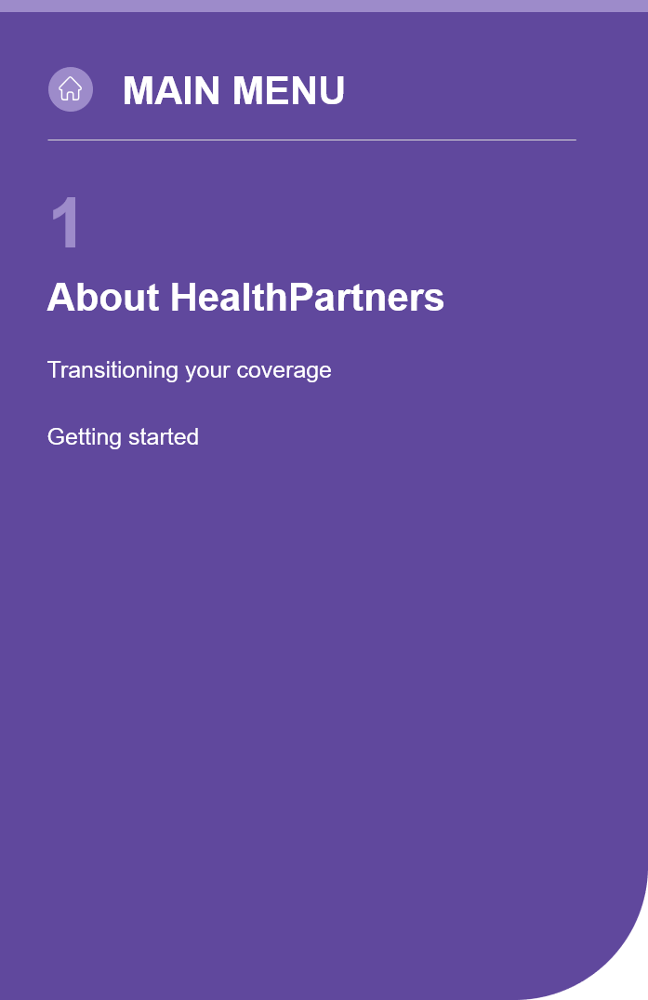 MAIN MENU
1
About HealthPartners
Transitioning your coverage
Getting started